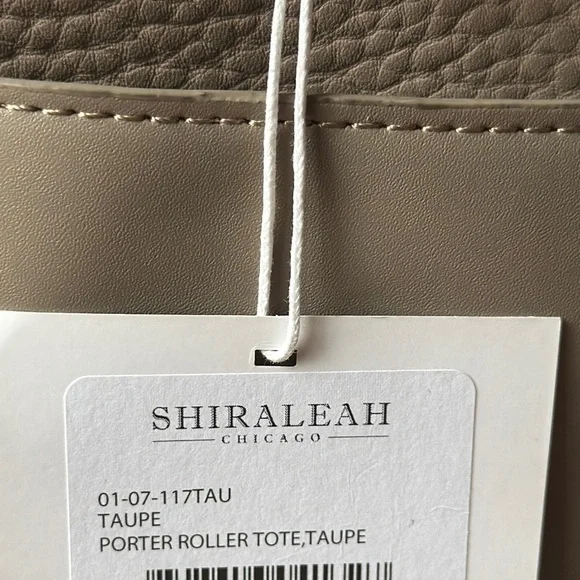 SHIRALEAH
CHICAGO
01-07-117TAU
TAUPE
PORTER ROLLER TOTE,TAUPE